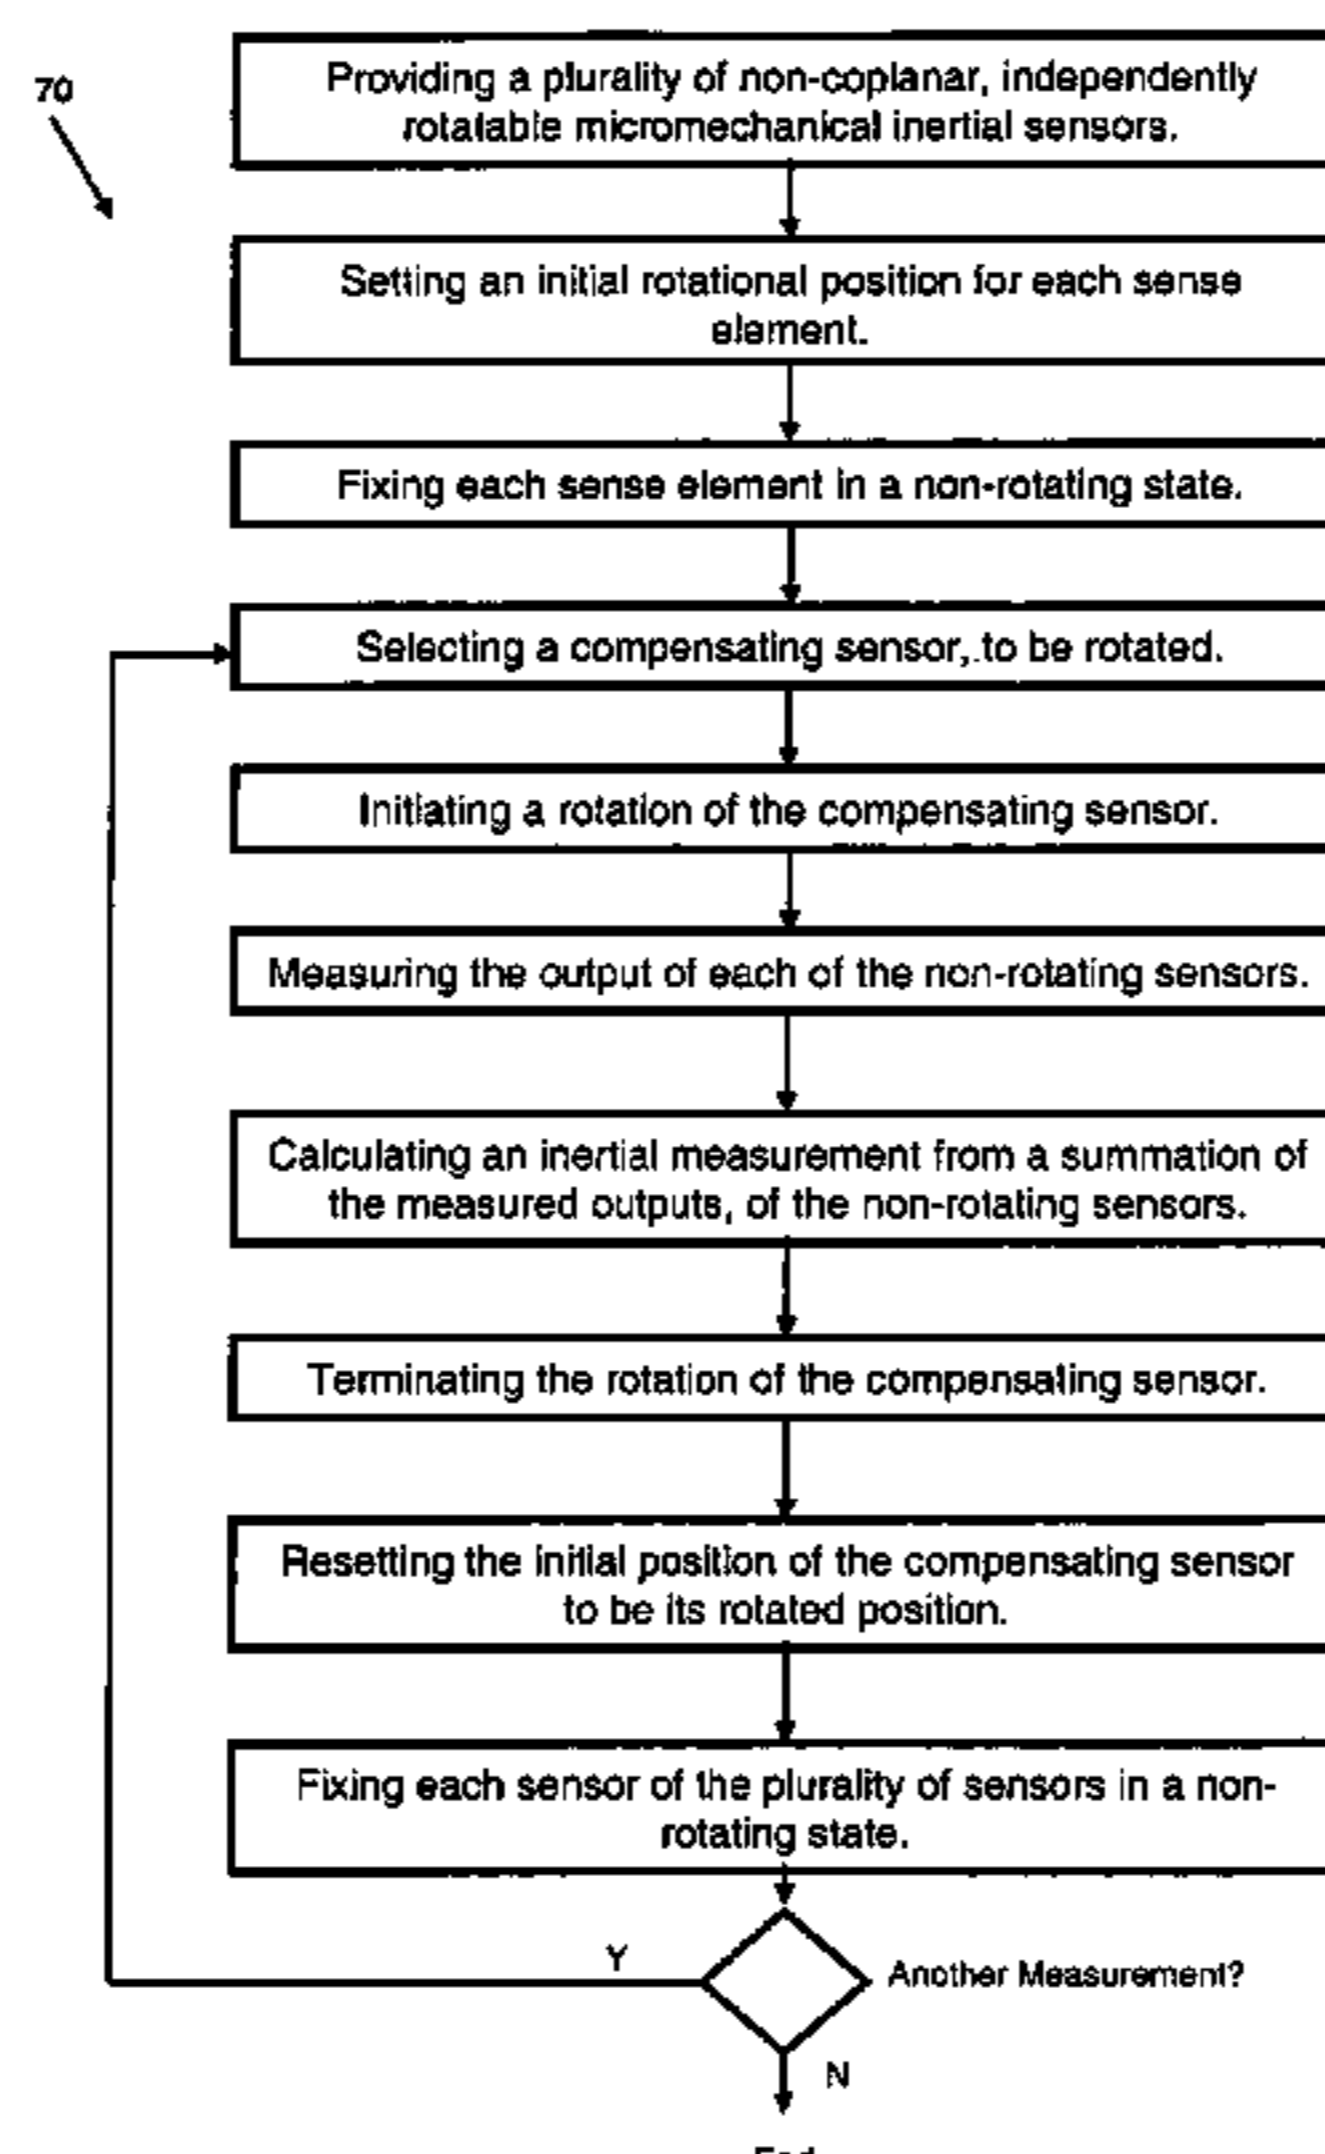 70
Providing a plurality of non-coplanar, independently
rotatable micromechanical inertial sensors.
Setting an initial rotational position for each sense
element.
Fixing each sense element in a non-rotating state.
Selecting a compensating sensor, to be rotated.
Initiating a rotation of the compensating sensor.
Measuring the output of each of the non-rotating sensors.
Calculating an inertial measurement from a summation of
the measured outputs, of the non-rotating sensors.
Terminating the rotation of the compensating sensor.
Resetting the initial position of the compensating sensor
to be its rotated position.
Fixing each sensor of the plurality of sensors in a non-
rotating state.
Y
Another Measurement?
N